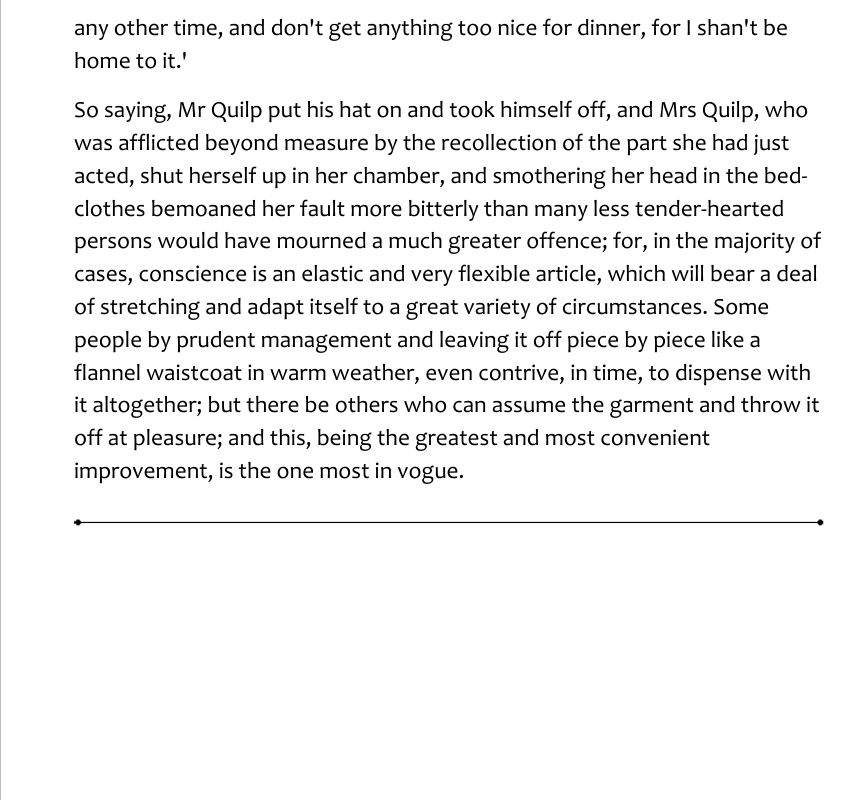 any other time, and don't get anything too nice for dinner, for I shan't be
home to it.'
So saying, Mr Quilp put his hat on and took himself off, and Mrs Quilp, who
was afflicted beyond measure by the recollection of the part she had just
acted, shut herself up in her chamber, and smothering her head in the bed-
clothes bemoaned her fault more bitterly than many less tender-hearted
persons would have mourned a much greater offence; for, in the majority of
cases, conscience is an elastic and very flexible article, which will bear a deal
of stretching and adapt itself to a great variety of circumstances. Some
people by prudent management and leaving it off piece by piece like a
flannel waistcoat in warm weather, even contrive, in time, to dispense with
it altogether; but there be others who can assume the garment and throw it
off at pleasure; and this, being the greatest and most convenient
improvement, is the one most in vogue.